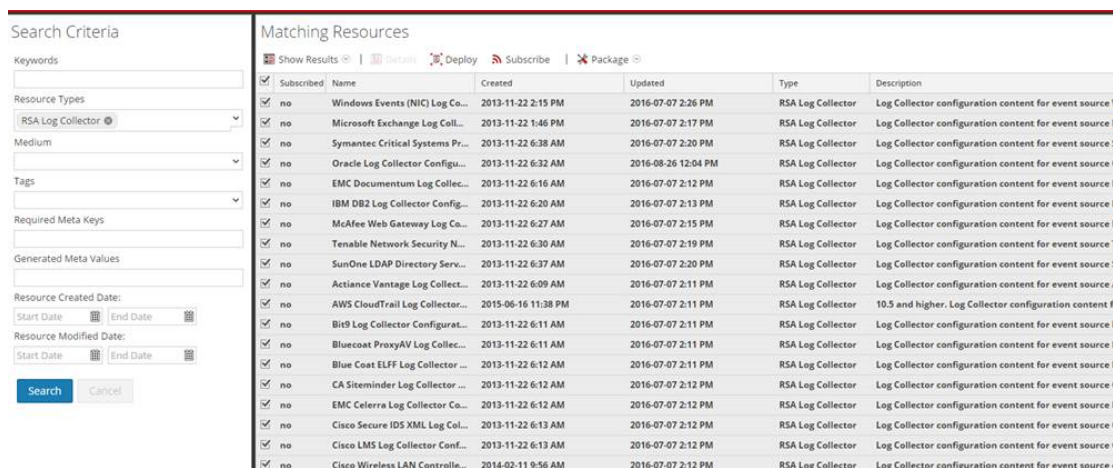 Search Criteria
Keywords
Resource Types
RSA Log Collector
Medium
Tags
Required Meta Keys
Generated Meta Values
Resource Created Date:
Start Date End Date
Resource Modified Date:
Start Date End Date
Search Cancel
Matching Resources
Show Results | Details Deploy Subscribe | Package
Subscribed Name Created Updated Type Description
no Windows Events (NIC) Log Co... 2013-11-22 2:15 PM 2016-07-07 2:26 PM RSA Log Collector Log Collector configuration content for event source
no Microsoft Exchange Log Coll... 2013-11-22 1:46 PM 2016-07-07 2:17 PM RSA Log Collector Log Collector configuration content for event source
no Symantec Critical Systems Pr... 2013-11-22 6:38 AM 2016-07-07 2:20 PM RSA Log Collector Log Collector configuration content for event source
no Oracle Log Collector Configu... 2013-11-22 6:32 AM 2016-08-26 12:04 PM RSA Log Collector Log Collector configuration content for event source
no EMC Documentum Log Collec... 2013-11-22 6:16 AM 2016-07-07 2:12 PM RSA Log Collector Log Collector configuration content for event source
no IBM DB2 Log Collector Config... 2013-11-22 6:20 AM 2016-07-07 2:13 PM RSA Log Collector Log Collector configuration content for event source
no McAfee Web Gateway Log Co... 2013-11-22 6:27 AM 2016-07-07 2:15 PM RSA Log Collector Log Collector configuration content for event source
no Tenable Network Security N... 2013-11-22 6:30 AM 2016-07-07 2:19 PM RSA Log Collector Log Collector configuration content for event source
no SunOne LDAP Directory Serv... 2013-11-22 6:37 AM 2016-07-07 2:20 PM RSA Log Collector Log Collector configuration content for event source
no Actiance Vantage Log Collect... 2013-11-22 6:09 AM 2016-07-07 2:11 PM RSA Log Collector Log Collector configuration content for event source
no AWS CloudTrail Log Collector... 2015-06-16 11:38 PM 2016-07-07 2:11 PM RSA Log Collector 10.5 and higher. Log Collector configuration content
no Bit9 Log Collector Configurat... 2013-11-22 6:11 AM 2016-07-07 2:11 PM RSA Log Collector Log Collector configuration content for event source
no Bluecoat ProxyAV Log Collec... 2013-11-22 6:11 AM 2016-07-07 2:11 PM RSA Log Collector Log Collector configuration content for event source
no Blue Coat ELFF Log Collector ... 2013-11-22 6:12 AM 2016-07-07 2:11 PM RSA Log Collector Log Collector configuration content for event source
no CA Siteminder Log Collector ... 2013-11-22 6:12 AM 2016-07-07 2:12 PM RSA Log Collector Log Collector configuration content for event source
no EMC Celerra Log Collector Co... 2013-11-22 6:12 AM 2016-07-07 2:12 PM RSA Log Collector Log Collector configuration content for event source
no Cisco Secure IDS XML Log Col... 2013-11-22 6:13 AM 2016-07-07 2:12 PM RSA Log Collector Log Collector configuration content for event source
no Cisco LMS Log Collector Conf... 2013-11-22 6:13 AM 2016-07-07 2:12 PM RSA Log Collector Log Collector configuration content for event source
no Cisco Wireless LAN Controlle... 2014-02-11 9:56 AM 2016-07-07 2:12 PM RSA Log Collector Log Collector configuration content for event source